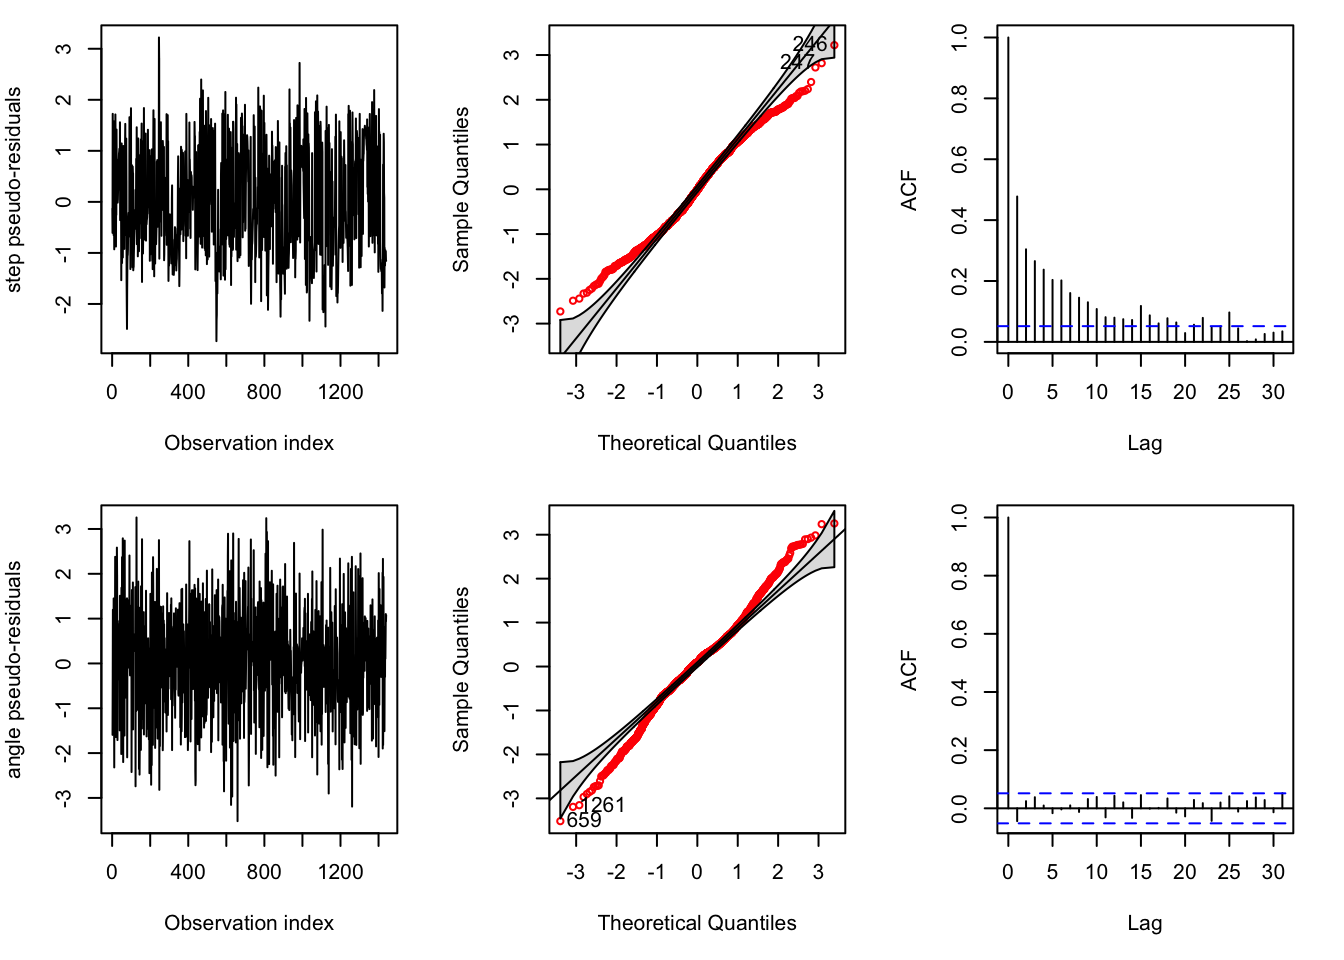 step pseudo-residuals
3
2
1
0
-1
-2
0 400 800 1200
Observation index
Sample Quantiles
3
2
1
0
-1
-2
-3
246
247
-3 -2 -1 0 1 2 3
Theoretical Quantiles
ACF
1.0
0.8
0.6
0.4
0.2
0.0
0 5 10 15 20 25 30
Lag
angle pseudo-residuals
3
2
1
0
-1
-2
-3
0 400 800 1200
Observation index
Sample Quantiles
3
2
1
0
-1
-2
-3
1261
659
-3 -2 -1 0 1 2 3
Theoretical Quantiles
ACF
1.0
0.8
0.6
0.4
0.2
0.0
0 5 10 15 20 25 30
Lag